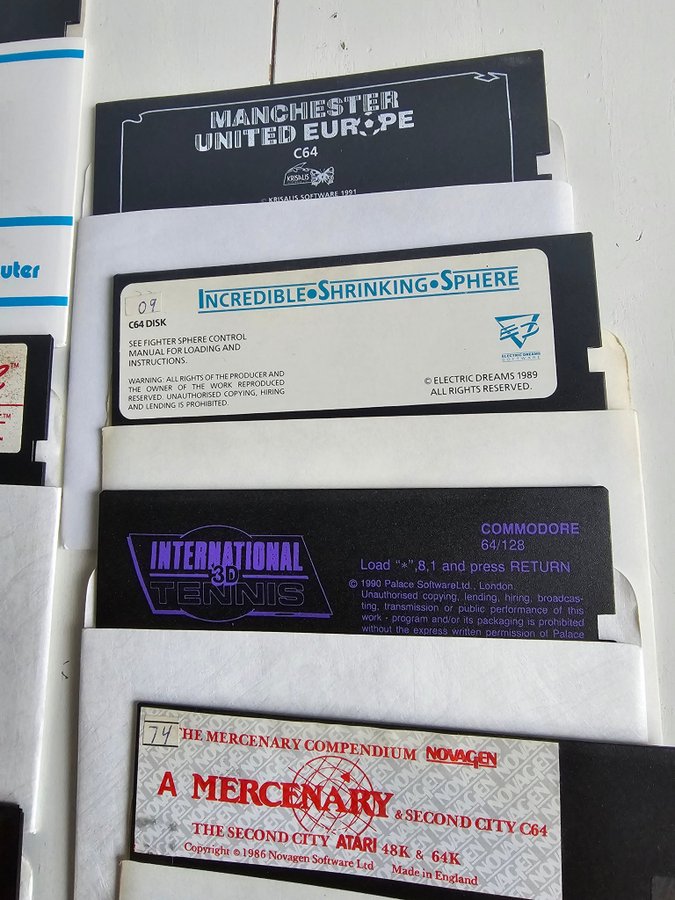 MANCHESTER
UNITED EUROPE
C64
KRISALIS
© KRISALIS SOFTWARE 1991
uter
09
INCREDIBLE•SHRINKING•SPHERE
C64 DISK
SEE FIGHTER SPHERE CONTROL
MANUAL FOR LOADING AND
INSTRUCTIONS.
WARNING: ALL RIGHTS OF THE PRODUCER AND
THE OWNER OF THE WORK REPRODUCED
RESERVED. UNAUTHORISED COPYING, HIRING
AND LENDING IS PROHIBITED.
ELECTRIC DREAMS
SOFTWARE
© ELECTRIC DREAMS 1989
ALL RIGHTS RESERVED.
INTERNATIONAL
3D
TENNIS
COMMODORE
64/128
Load "*",8,1 and press RETURN
© 1990 Palace Software Ltd., London.
Unauthorised copying, lending, hiring, broadcas-
ting, transmission or public performance of this
work - program and/or its packaging is prohibited
without the express written permission of Palace
74
THE MERCENARY COMPENDIUM NOVAGEN
A MERCENARY & SECOND CITY C64
THE SECOND CITY ATARI 48K & 64K
Copyright © 1986 Novagen Software Ltd Made in England